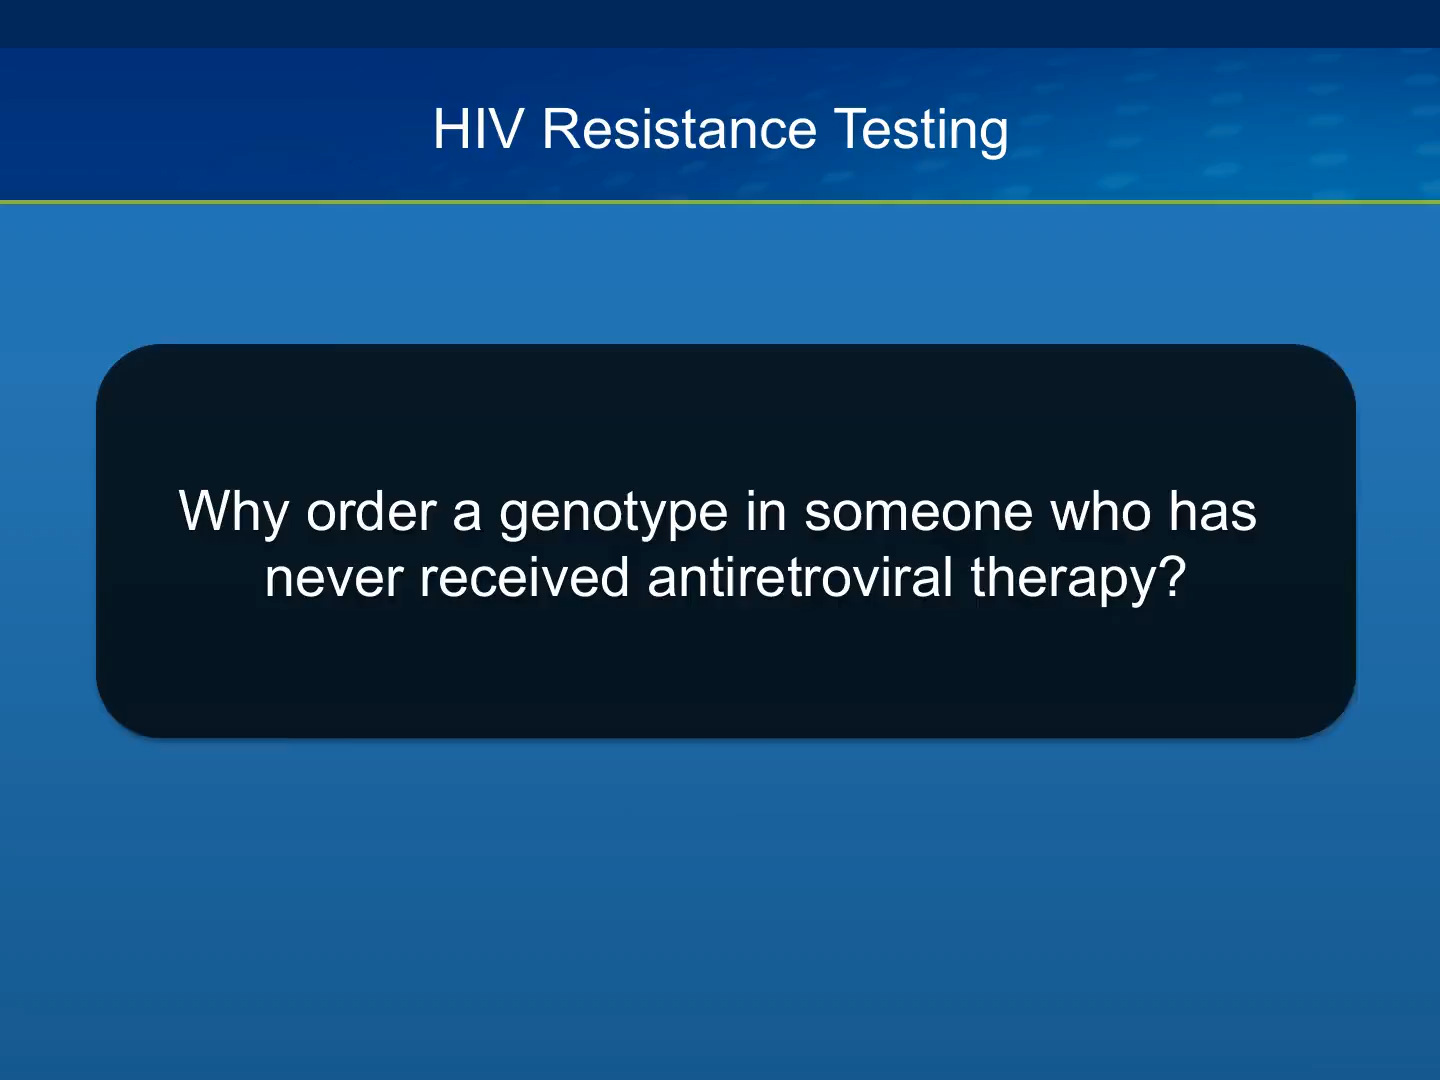 HIV Resistance Testing
Why order a genotype in someone who has
never received antiretroviral therapy?